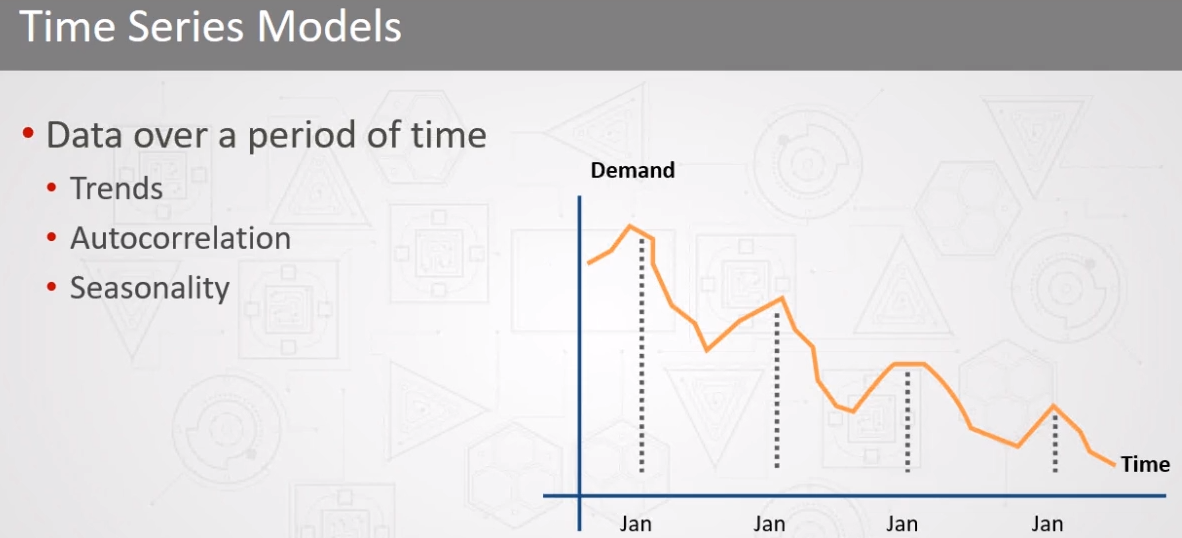 Time Series Models
• Data over a period of time
• Trends
• Autocorrelation
• Seasonality
Demand
Time
Jan Jan Jan Jan